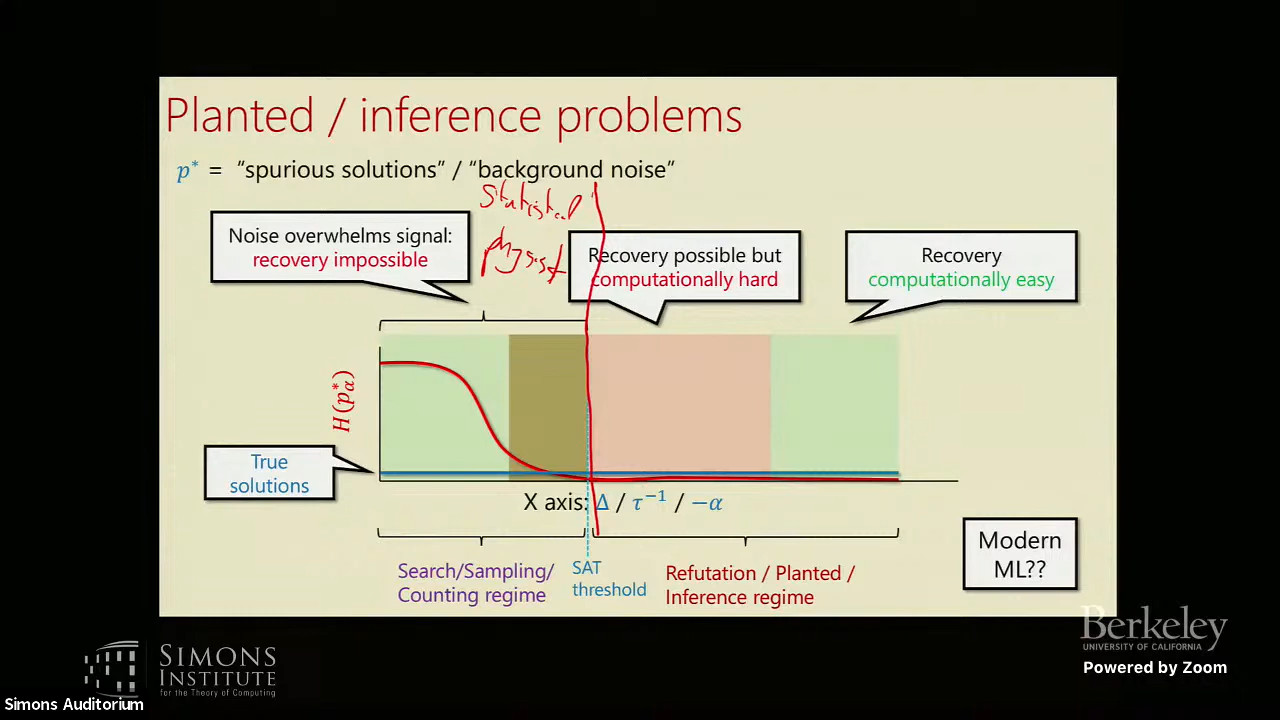 Planted / inference problems
p* = "spurious solutions" / "background noise"
Statistical
physist
Noise overwhelms signal:
recovery impossible
Recovery possible but
computationally hard
Recovery
computationally easy
H(p*α)
True
solutions
X axis: Δ / τ⁻¹ / −α
Search/Sampling/
Counting regime
SAT
threshold
Refutation / Planted /
Inference regime
Modern
ML??
Berkeley
UNIVERSITY OF CALIFORNIA
Powered by Zoom
SIMONS
INSTITUTE
for the Theory of Computing
Simons Auditorium